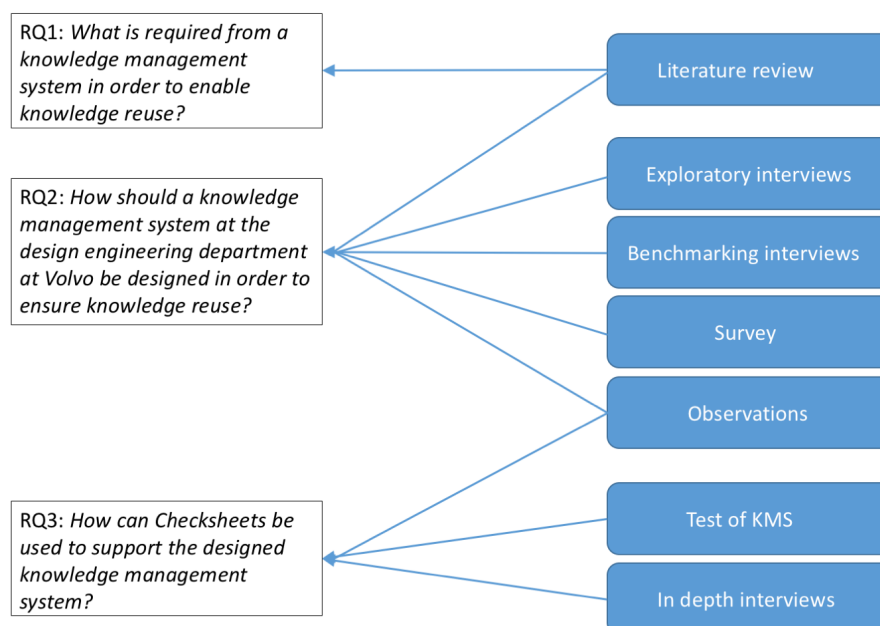 RQ1: What is required from a
knowledge management
system in order to enable
knowledge reuse?
Literature review
Exploratory interviews
RQ2: How should a knowledge
management system at the
design engineering department
at Volvo be designed in order to
ensure knowledge reuse?
Benchmarking interviews
Survey
Observations
RQ3: How can Checksheets be
used to support the designed
knowledge management
system?
Test of KMS
In depth interviews